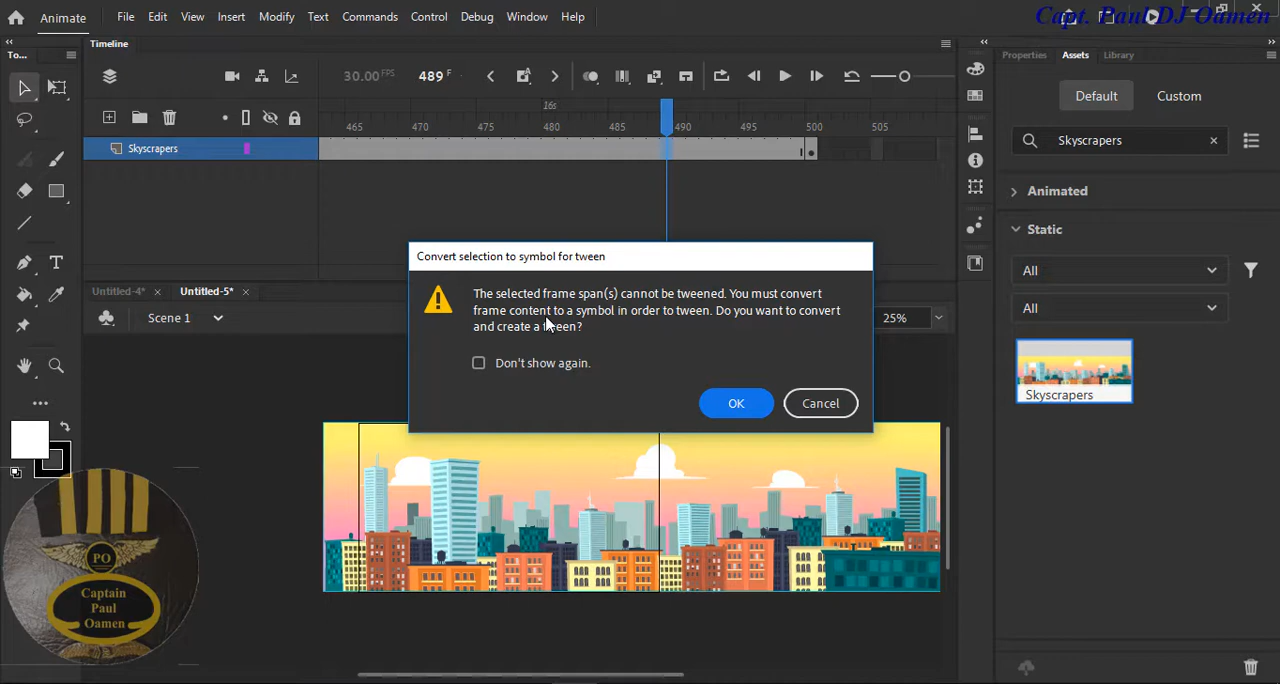 Animate
File Edit View Insert Modify Text Commands Control Debug Window Help
Capt. Paul DJ Oamen
Timeline
To...
Properties Assets Library
30.00 FPS 489 F
Default Custom
16s
465 470 475 480 485 490 495 500 505
Skyscrapers
Skyscrapers
Animated
Static
All
All
Skyscrapers
Convert selection to symbol for tween
The selected frame span(s) cannot be tweened. You must convert
frame content to a symbol in order to tween. Do you want to convert
and create a tween?
Don't show again.
OK Cancel
Untitled-4* × Untitled-5* ×
Scene 1
25%
PO
Captain
Paul
Oamen